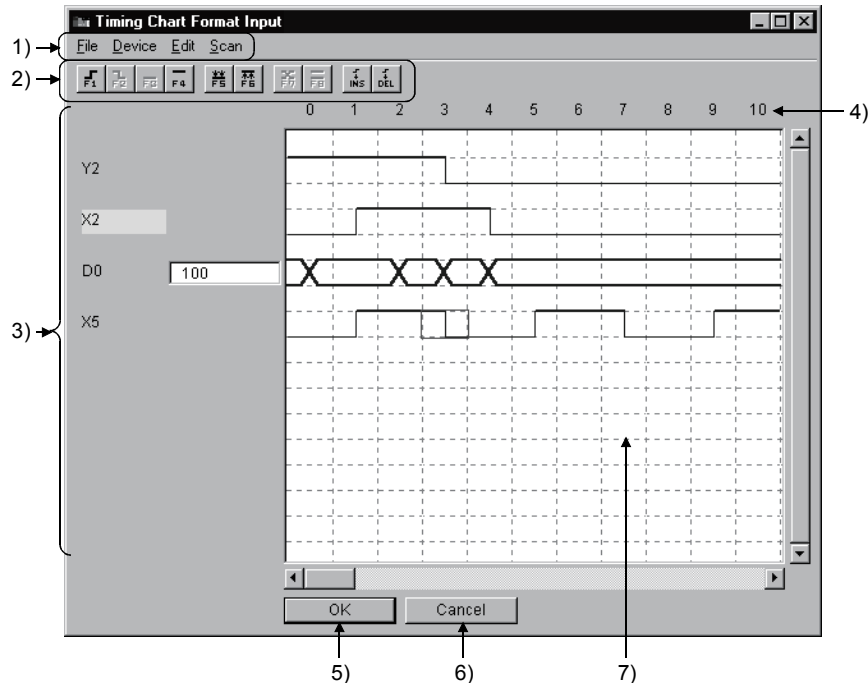 Timing Chart Format Input
1)
File Device Edit Scan
2)
F1 F2 F3 F4 F5 F6 F7 F8 INS DEL
0 1 2 3 4 5 6 7 8 9 10
4)
Y2
X2
D0 100
3)
X5
OK Cancel
5) 6) 7)